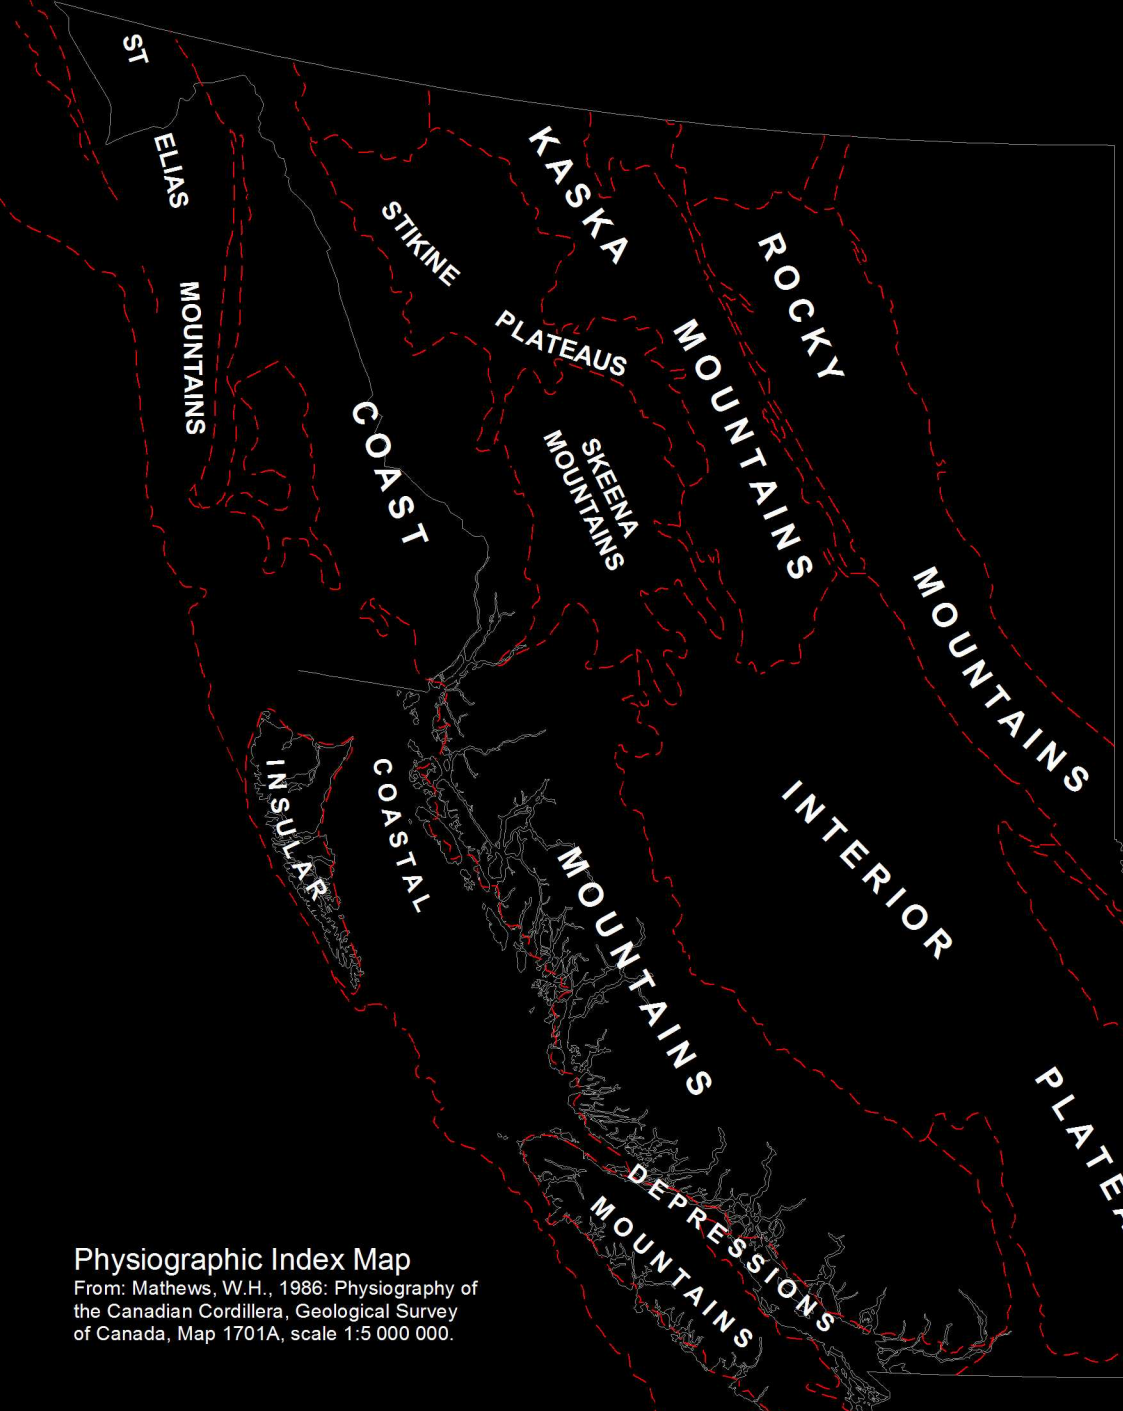 ST
ELIAS
MOUNTAINS
COAST
MOUNTAINS
STIKINE
PLATEAUS
KASKA
MOUNTAINS
SKEENA
MOUNTAINS
ROCKY
MOUNTAINS
INSULAR
MOUNTAINS
COASTAL
DEPRESSIONS
INTERIOR
PLATEA
Physiographic Index Map
From: Mathews, W.H., 1986: Physiography of
the Canadian Cordillera, Geological Survey
of Canada, Map 1701A, scale 1:5 000 000.